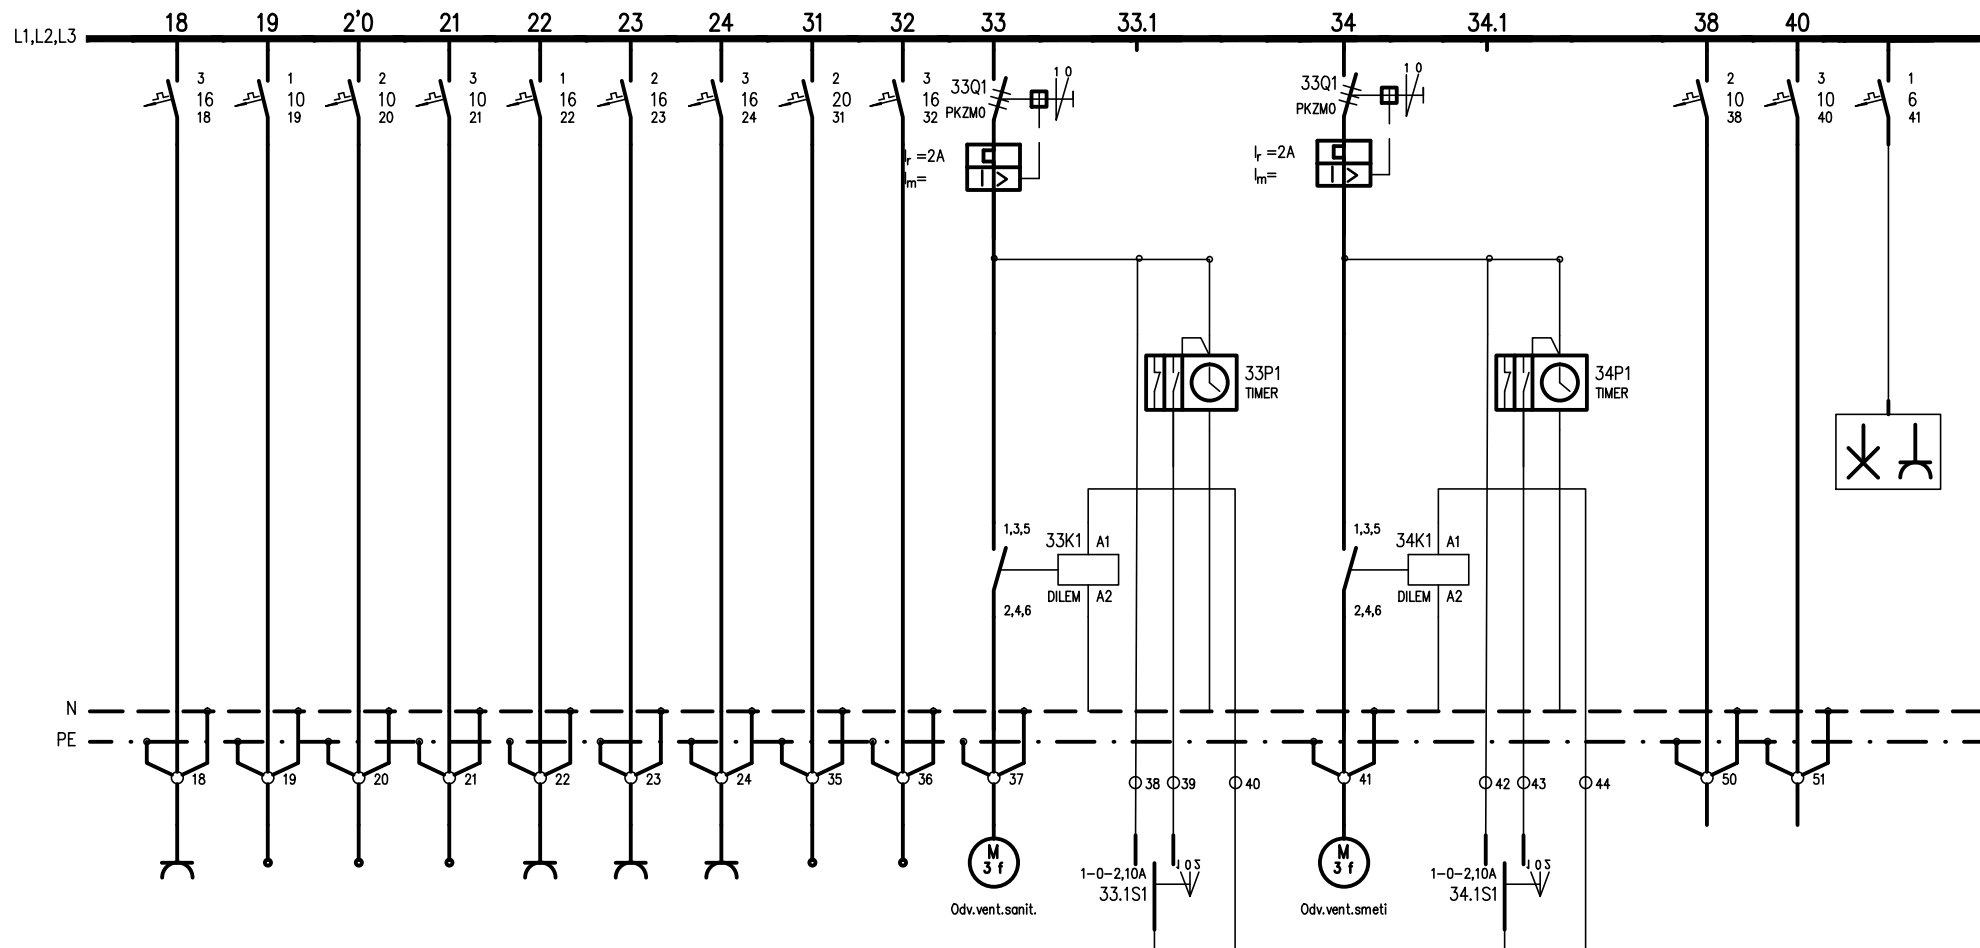 18 19 2'0 21 22 23 24 31 32 33 33.1 34 34.1 38 40
L1,L2,L3
3 1 2 3 1 2 3 2 3 2 3 1
16 10 10 10 16 16 16 20 16 10 10 6
18 19 20 21 22 23 24 31 32 38 40 41
33Q1 1 0
PKZM0
33Q1 1 0
PKZM0
Ir =2A
Im=
Ir =2A
Im=
33P1
TIMER
34P1
TIMER
1,3,5
33K1 A1
DILEM A2
2,4,6
1,3,5
34K1 A1
DILEM A2
2,4,6
N
PE
18 19 20 21 22 23 24 35 36 37 38 39 40 41 42 43 44 50 51
M
3 f
Odv.vent.sanit.
1-0-2,10A
33.1S1
1 0 2
M
3 f
Odv.vent.smeti
1-0-2,10A
34.1S1
1 0 2